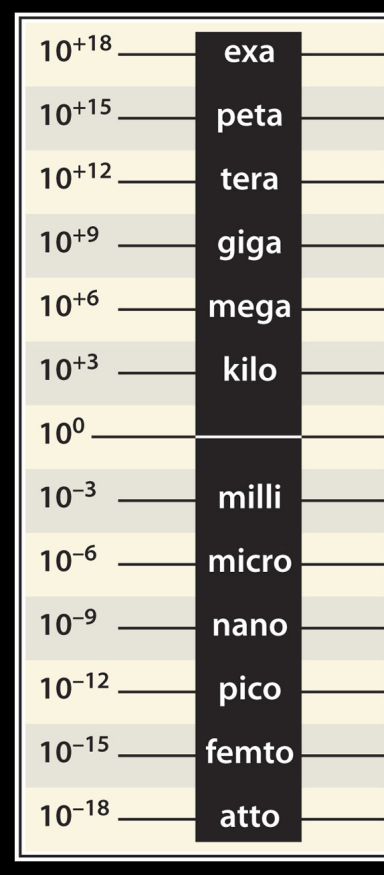 10⁺¹⁸ exa
10⁺¹⁵ peta
10⁺¹² tera
10⁺⁹ giga
10⁺⁶ mega
10⁺³ kilo
10⁰
10⁻³ milli
10⁻⁶ micro
10⁻⁹ nano
10⁻¹² pico
10⁻¹⁵ femto
10⁻¹⁸ atto